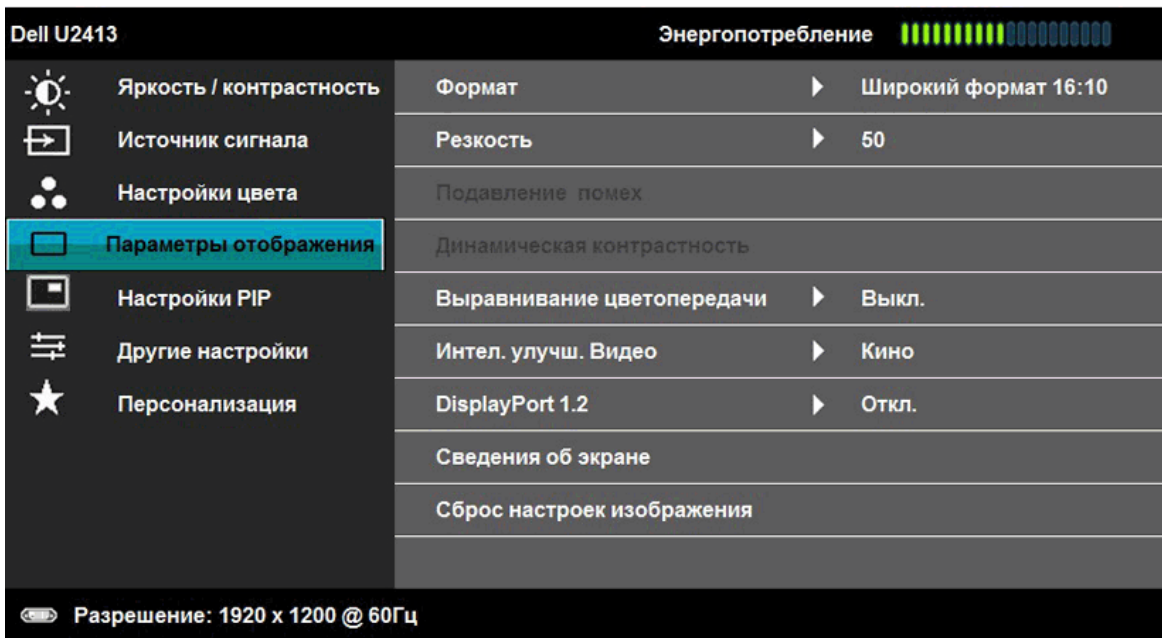 Dell U2413 Энергопотребление
Яркость / контрастность
Источник сигнала
Настройки цвета
Параметры отображения
Настройки PIP
Другие настройки
Персонализация
Формат Широкий формат 16:10
Резкость 50
Подавление помех
Динамическая контрастность
Выравнивание цветопередачи Выкл.
Интел. улучш. Видео Кино
DisplayPort 1.2 Откл.
Сведения об экране
Сброс настроек изображения
Разрешение: 1920 x 1200 @ 60Гц